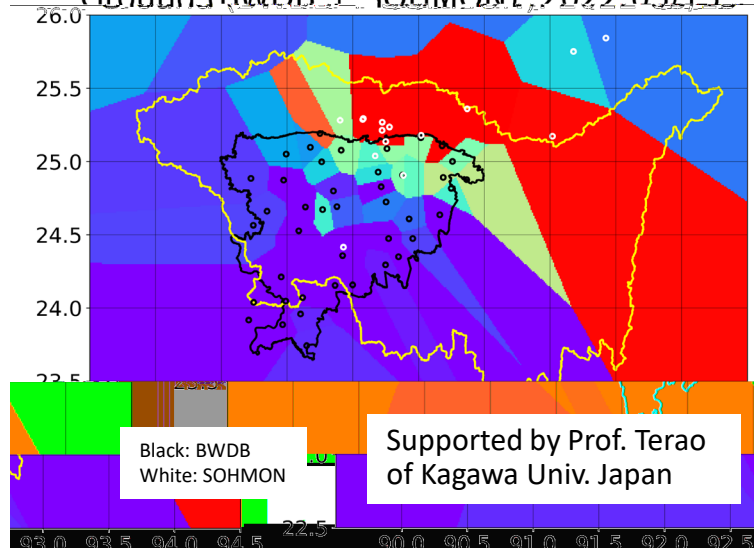 26.0
25.5
25.0
24.5
24.0
Black: BWDB
White: SOHMON
Supported by Prof. Terao
of Kagawa Univ. Japan
22.5
93.0 93.5 94.0 94.5 90.0 90.5 91.0 91.5 92.0 92.5